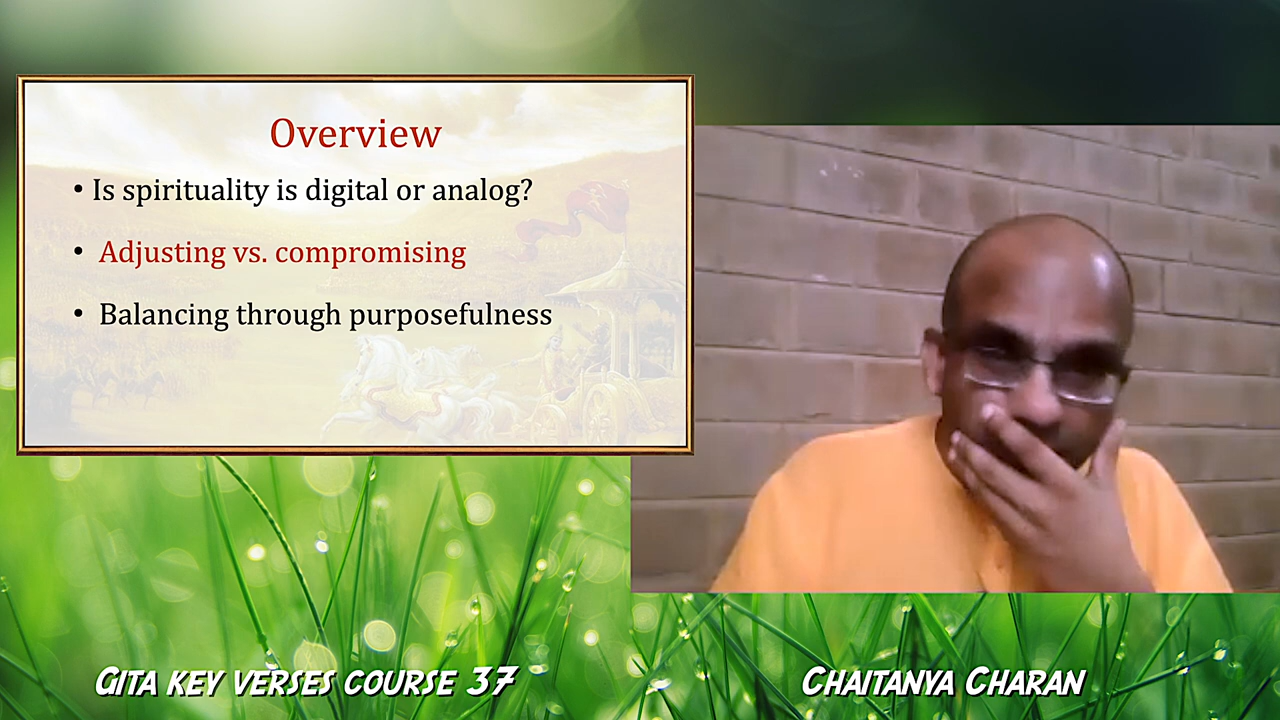 Overview
• Is spirituality is digital or analog?
• Adjusting vs. compromising
• Balancing through purposefulness
GITA KEY VERSES COURSE 37
CHAITANYA CHARAN